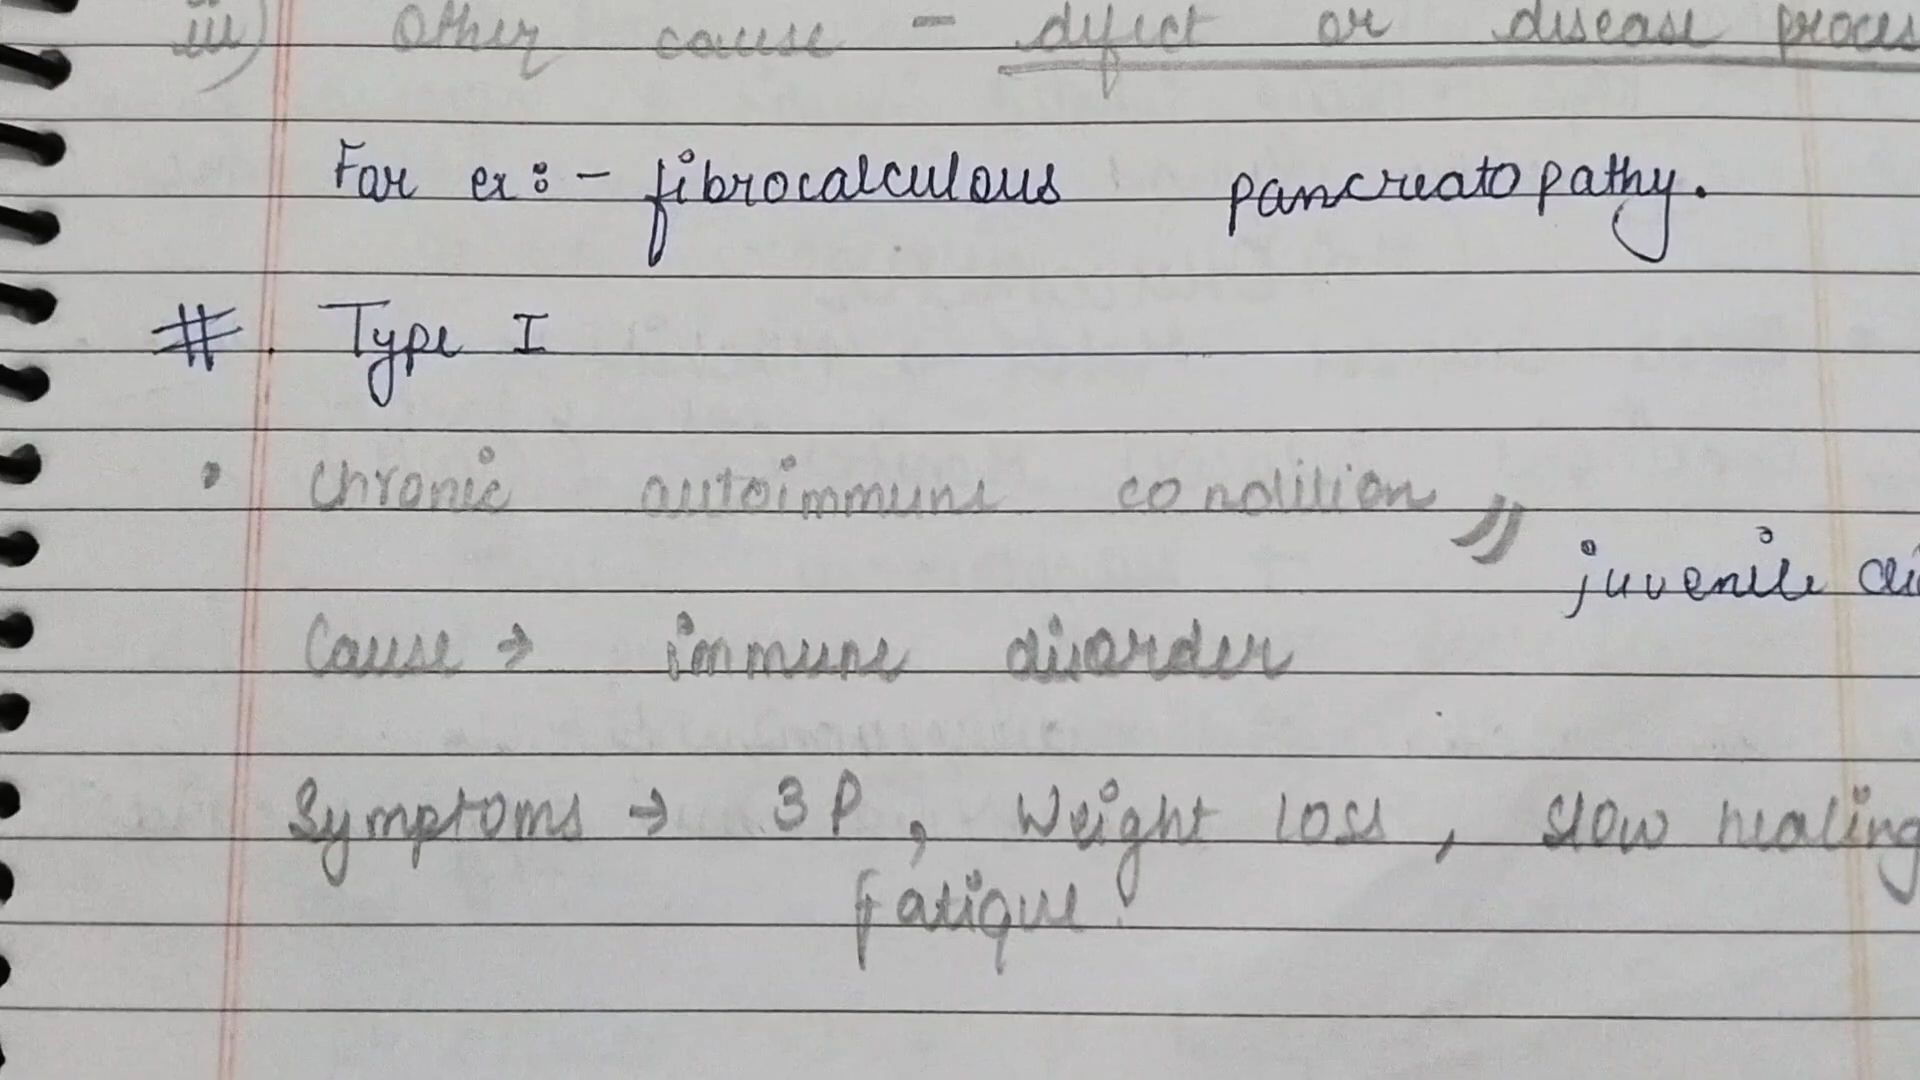 iii) Other cause - defect or disease proces
For ex:- fibrocalculous pancreatopathy.
# Type I
• Chronic autoimmune condition
juvenile
Cause → immune disorder
Symptoms → 3P, Weight loss, slow healing
fatigue